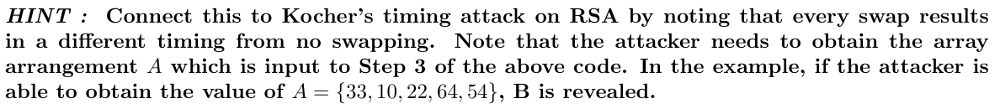 HINT : Connect this to Kocher's timing attack on RSA by noting that every swap results
in a different timing from no swapping. Note that the attacker needs to obtain the array
arrangement A which is input to Step 3 of the above code. In the example, if the attacker is
able to obtain the value of A = {33, 10, 22, 64, 54}, B is revealed.